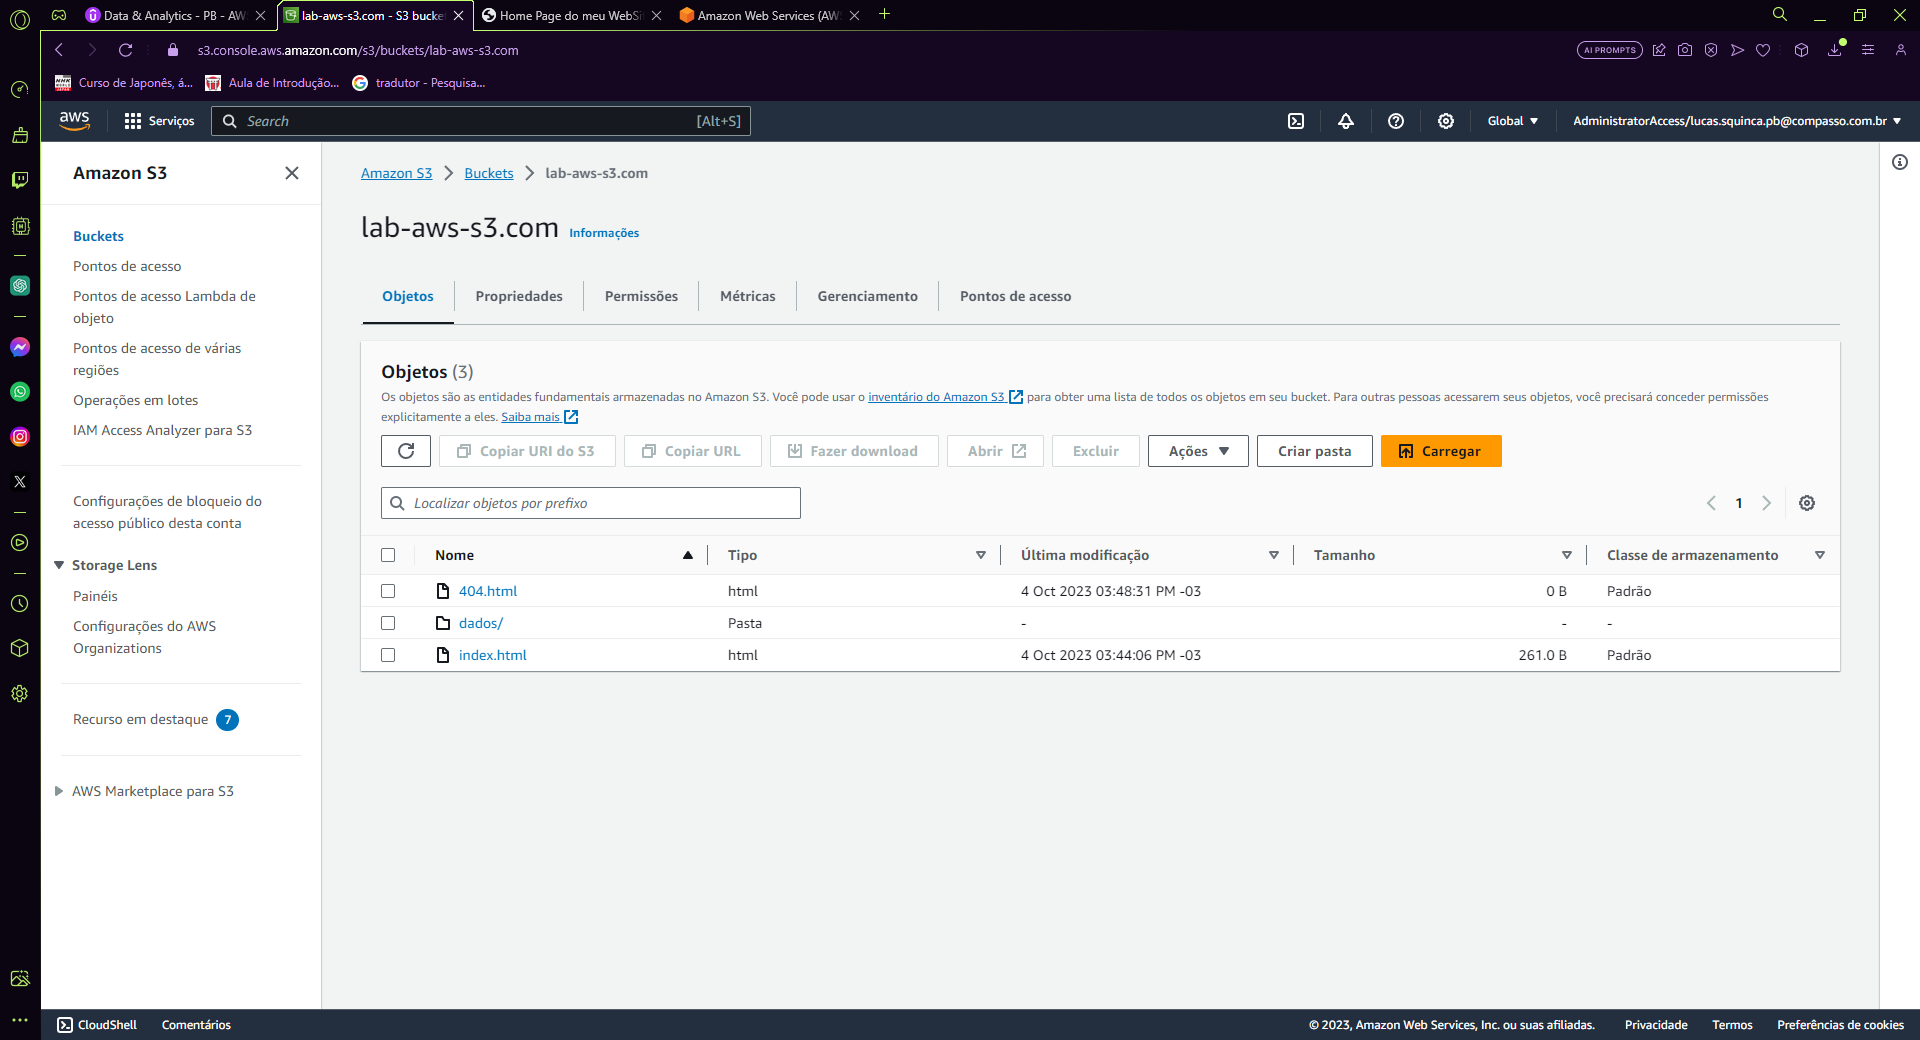 Data & Analytics - PB - AW
lab-aws-s3.com - S3 bucke
Home Page do meu WebSi
Amazon Web Services (AW
s3.console.aws.amazon.com/s3/buckets/lab-aws-s3.com
AI PROMPTS
Curso de Japonês, á...
Aula de Introdução...
tradutor - Pesquisa...
aws
Serviços
Search
[Alt+S]
Global
AdministratorAccess/lucas.squinca.pb@compasso.com.br
Amazon S3
Buckets
Pontos de acesso
Pontos de acesso Lambda de
objeto
Pontos de acesso de várias
regiões
Operações em lotes
IAM Access Analyzer para S3
Configurações de bloqueio do
acesso público desta conta
Storage Lens
Painéis
Configurações do AWS
Organizations
Recurso em destaque 7
AWS Marketplace para S3
Amazon S3 > Buckets > lab-aws-s3.com
lab-aws-s3.com Informações
Objetos
Propriedades
Permissões
Métricas
Gerenciamento
Pontos de acesso
Objetos (3)
Os objetos são as entidades fundamentais armazenadas no Amazon S3. Você pode usar o inventário do Amazon S3 para obter uma lista de todos os objetos em seu bucket. Para outras pessoas acessarem seus objetos, você precisará conceder permissões
explicitamente a eles. Saiba mais
Copiar URI do S3
Copiar URL
Fazer download
Abrir
Excluir
Ações
Criar pasta
Carregar
Localizar objetos por prefixo
1
Nome Tipo Última modificação Tamanho Classe de armazenamento
404.html html 4 Oct 2023 03:48:31 PM -03 0 B Padrão
dados/ Pasta - - -
index.html html 4 Oct 2023 03:44:06 PM -03 261.0 B Padrão
CloudShell
Comentários
© 2023, Amazon Web Services, Inc. ou suas afiliadas.
Privacidade
Termos
Preferências de cookies